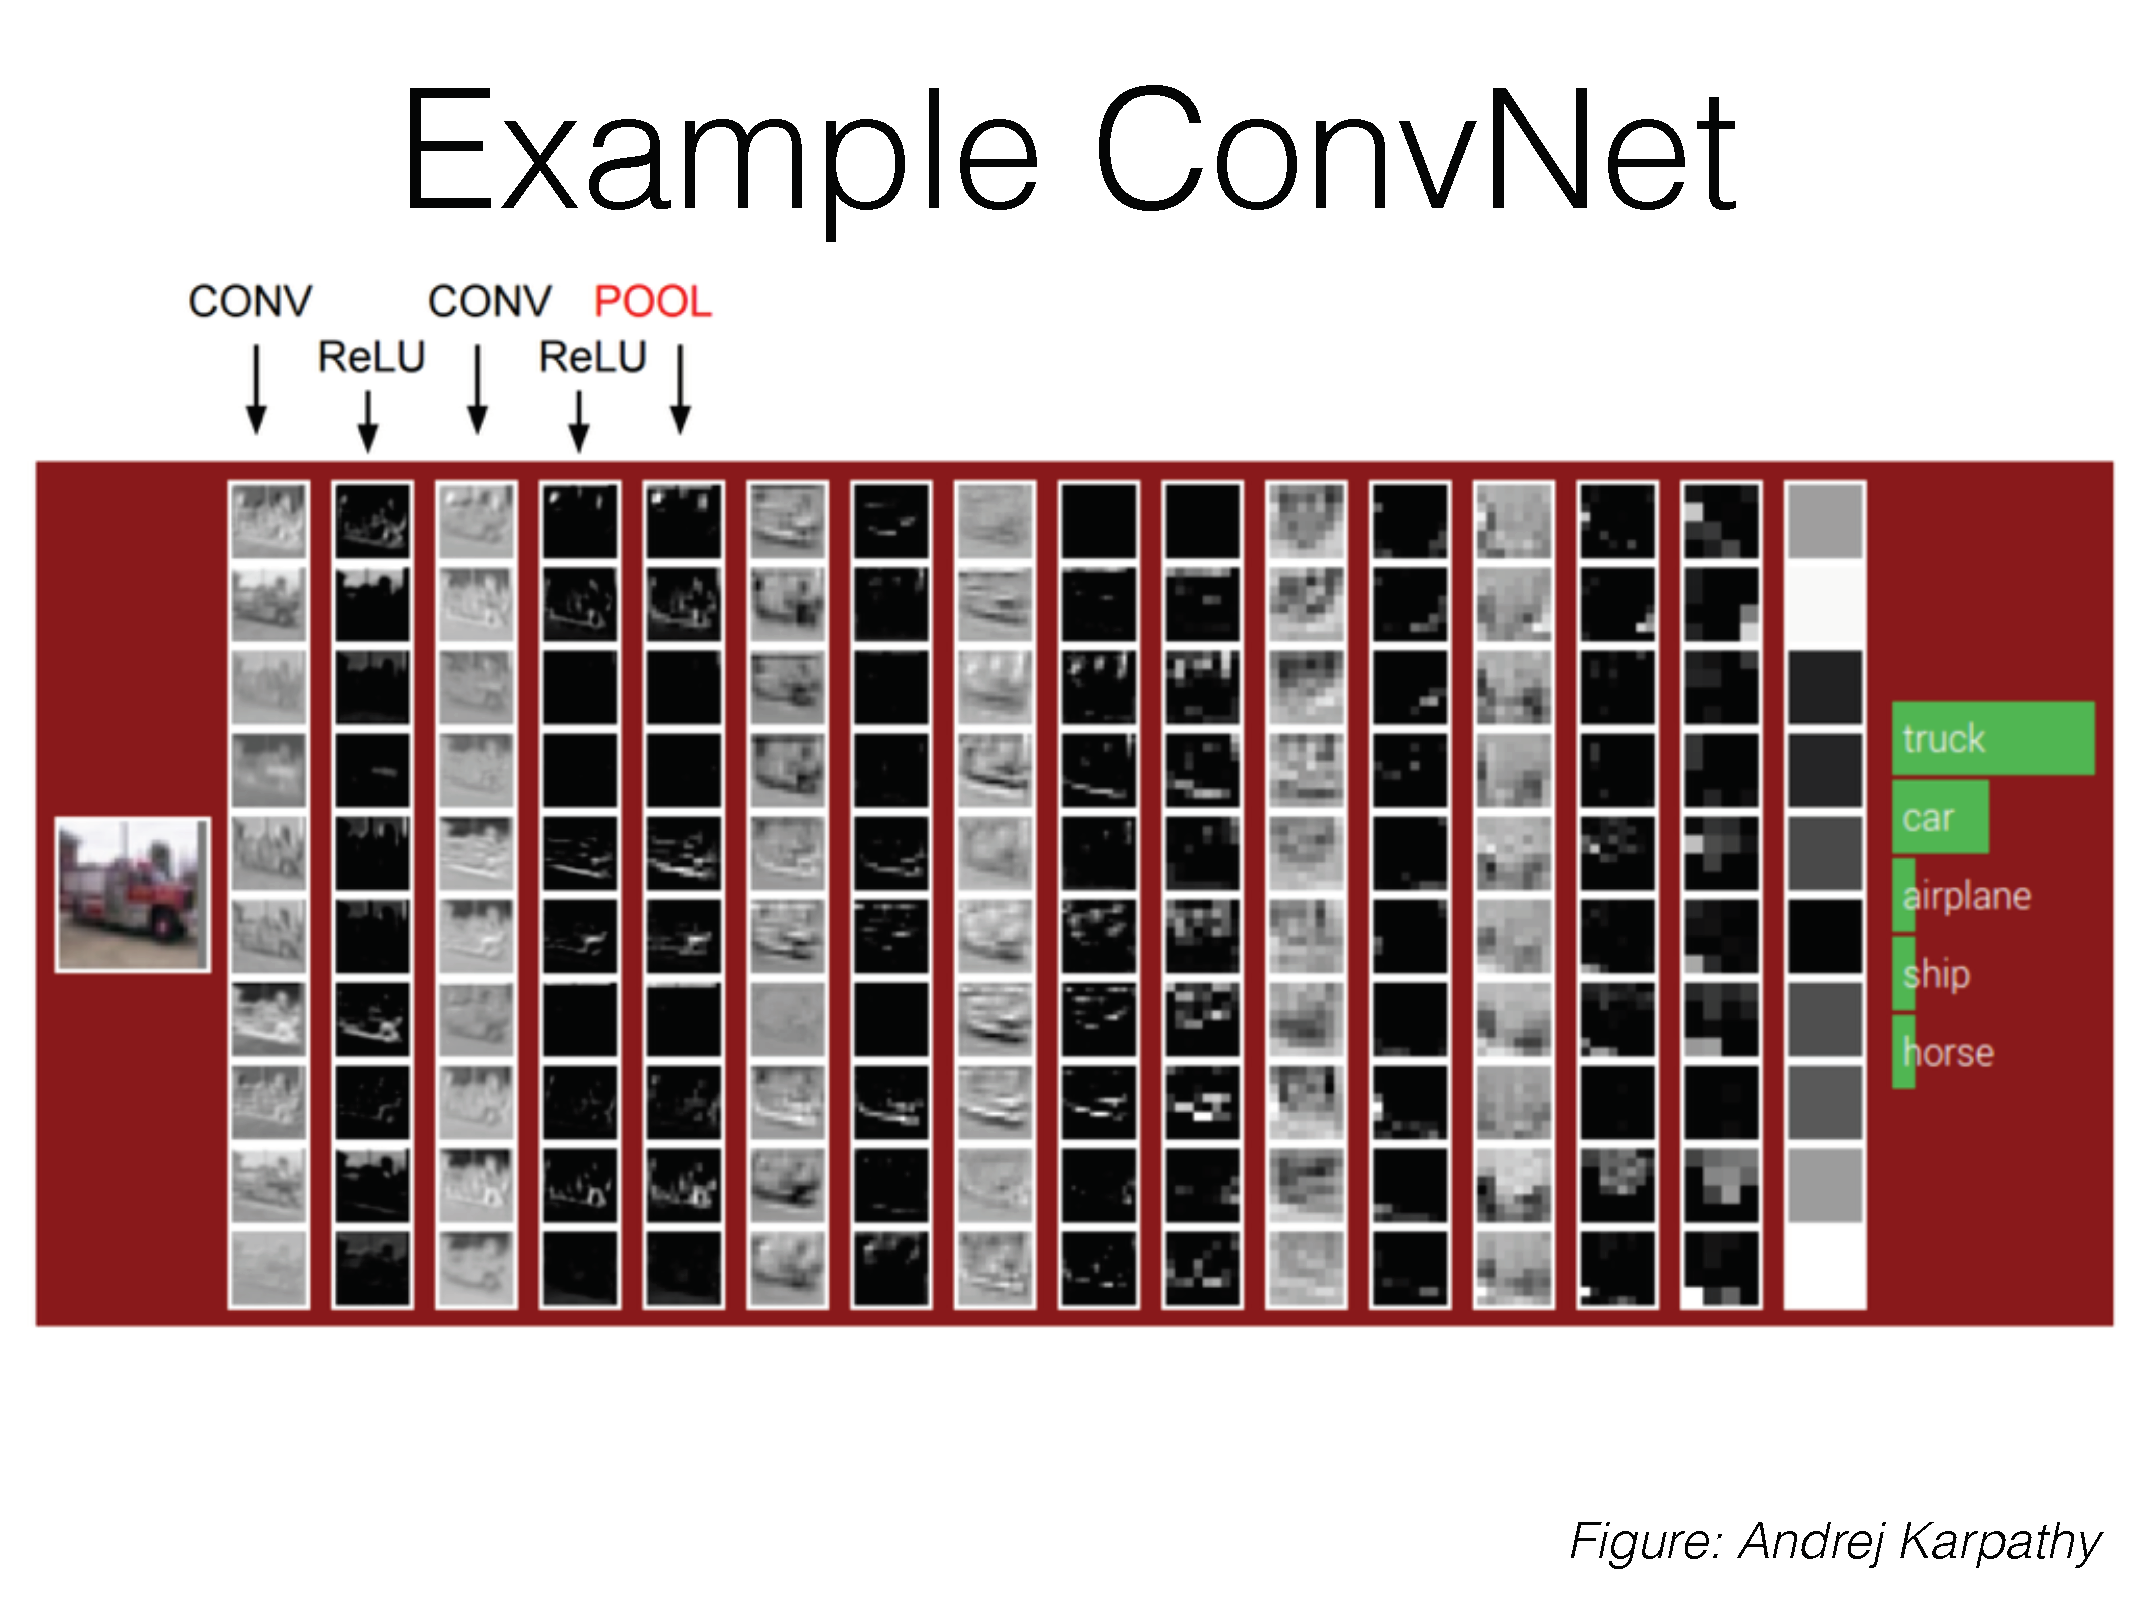 Example ConvNet
CONV CONV POOL
ReLU ReLU
truck
car
airplane
ship
horse
Figure: Andrej Karpathy